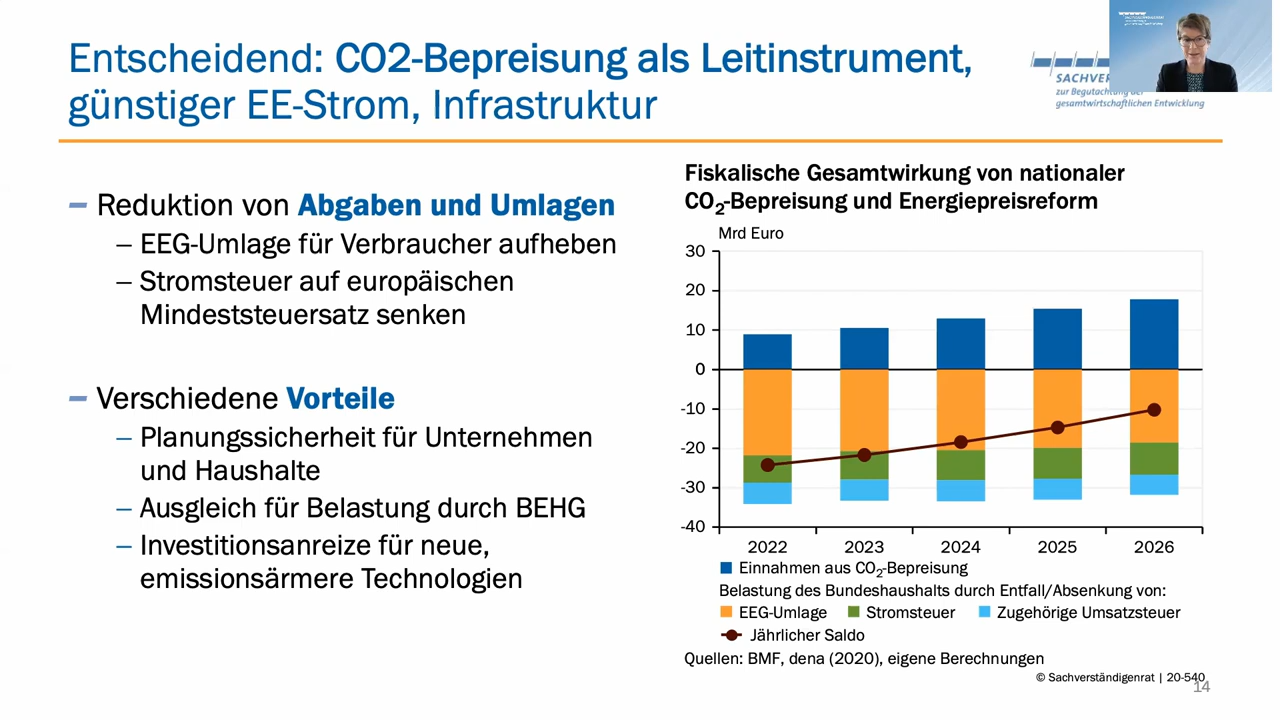 Entscheidend: CO2-Bepreisung als Leitinstrument,
günstiger EE-Strom, Infrastruktur
zur Begutachtung der
gesamtwirtschaftlichen Entwicklung
– Reduktion von Abgaben und Umlagen
– EEG-Umlage für Verbraucher aufheben
– Stromsteuer auf europäischen
Mindeststeuersatz senken
– Verschiedene Vorteile
– Planungssicherheit für Unternehmen
und Haushalte
– Ausgleich für Belastung durch BEHG
– Investitionsanreize für neue,
emissionsärmere Technologien
Fiskalische Gesamtwirkung von nationaler
CO₂-Bepreisung und Energiepreisreform
Mrd Euro
30
20
10
0
-10
-20
-30
-40
2022 2023 2024 2025 2026
Einnahmen aus CO₂-Bepreisung
Belastung des Bundeshaushalts durch Entfall/Absenkung von:
EEG-Umlage Stromsteuer Zugehörige Umsatzsteuer
Jährlicher Saldo
Quellen: BMF, dena (2020), eigene Berechnungen
© Sachverständigenrat | 20-540
14